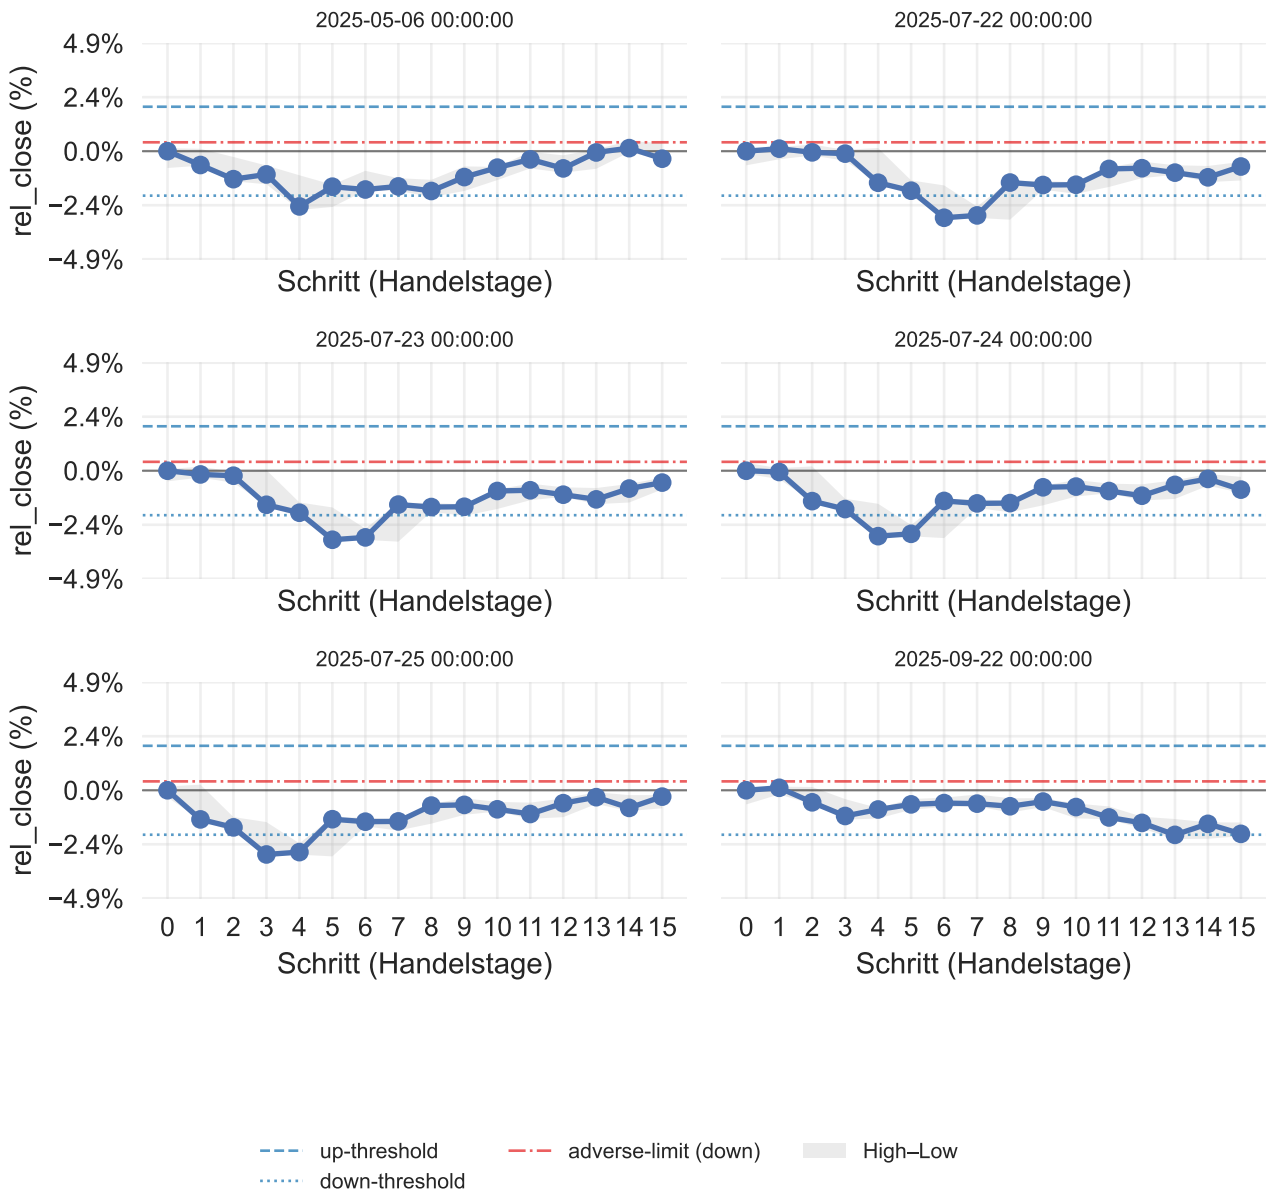 2025-05-06 00:00:00
4.9%
2.4%
0.0%
−2.4%
−4.9%
rel_close (%)
Schritt (Handelstage)
2025-07-22 00:00:00
Schritt (Handelstage)
2025-07-23 00:00:00
4.9%
2.4%
0.0%
−2.4%
−4.9%
rel_close (%)
Schritt (Handelstage)
2025-07-24 00:00:00
Schritt (Handelstage)
2025-07-25 00:00:00
4.9%
2.4%
0.0%
−2.4%
−4.9%
rel_close (%)
0 1 2 3 4 5 6 7 8 9 10 11 12 13 14 15
Schritt (Handelstage)
2025-09-22 00:00:00
0 1 2 3 4 5 6 7 8 9 10 11 12 13 14 15
Schritt (Handelstage)
up-threshold
down-threshold
adverse-limit (down)
High–Low